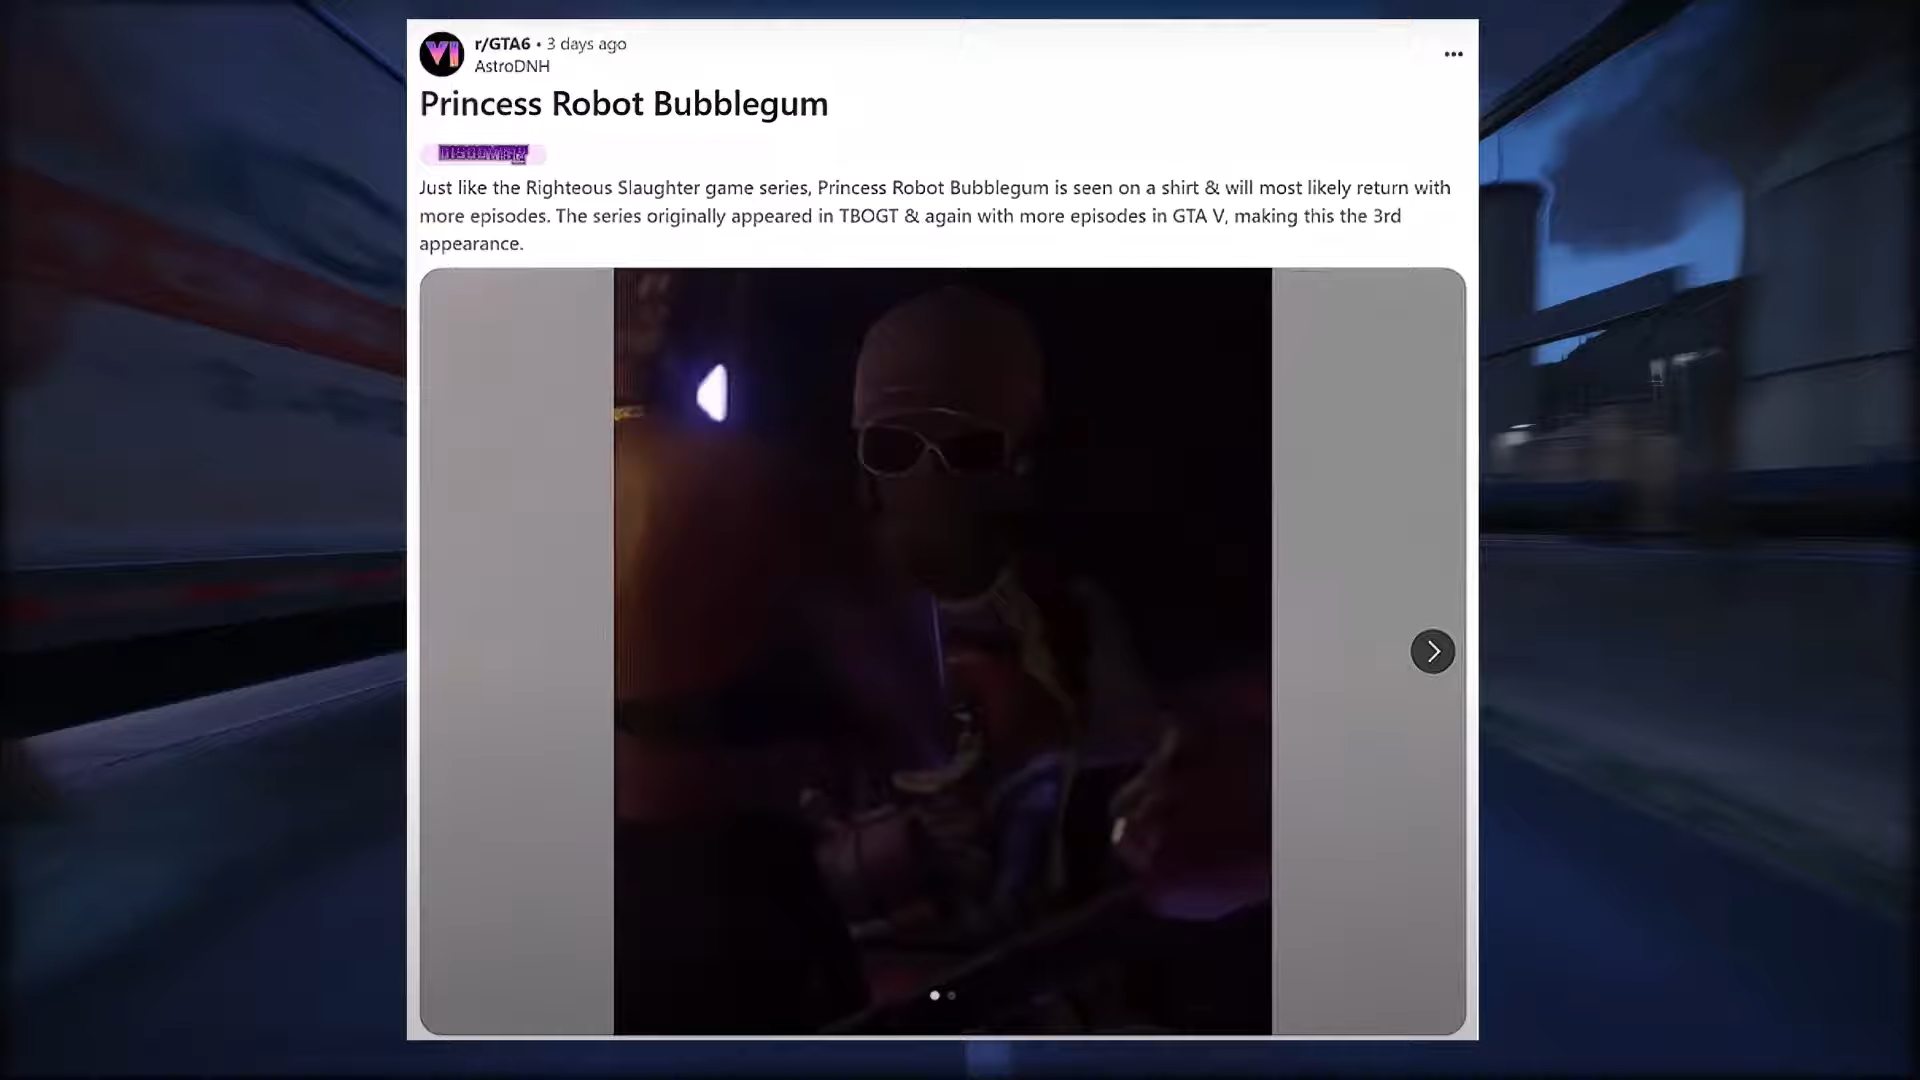 VI
r/GTA6 • 3 days ago
AstroDNH
Princess Robot Bubblegum
DISCOVERY
Just like the Righteous Slaughter game series, Princess Robot Bubblegum is seen on a shirt & will most likely return with
more episodes. The series originally appeared in TBOGT & again with more episodes in GTA V, making this the 3rd
appearance.